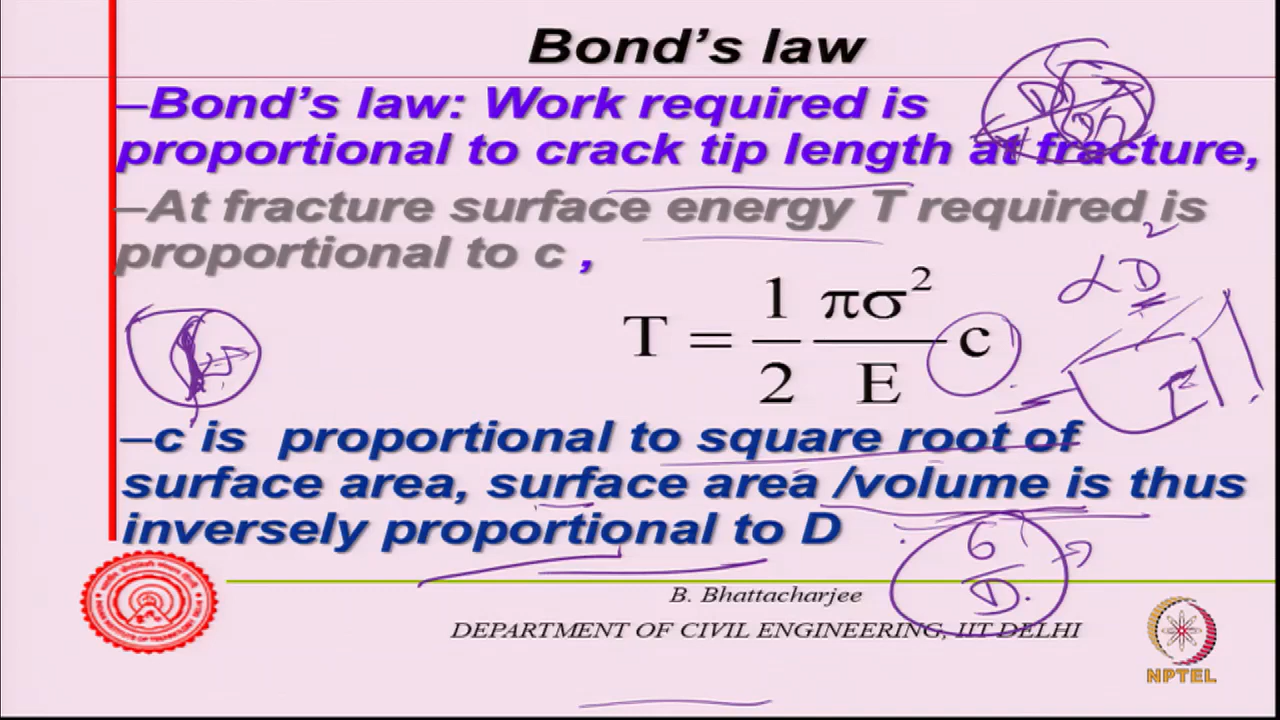 Bond's law
–Bond's law: Work required is
proportional to crack tip length at fracture,
–At fracture surface energy T required is
proportional to c ,
T = 1/2 πσ²/E c
∝ D²
–c is proportional to square root of
surface area, surface area /volume is thus
inversely proportional to D
6/D
B. Bhattacharjee
DEPARTMENT OF CIVIL ENGINEERING, IIT DELHI
NPTEL